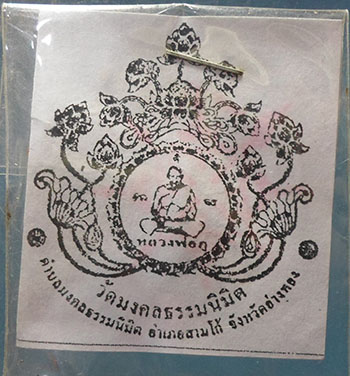 หลวงพ่อภู
วัดมงคลธรรมนิมิต
ตำบลมงคลธรรมนิมิต อำเภอสามโก้ จังหวัดอ่างทอง